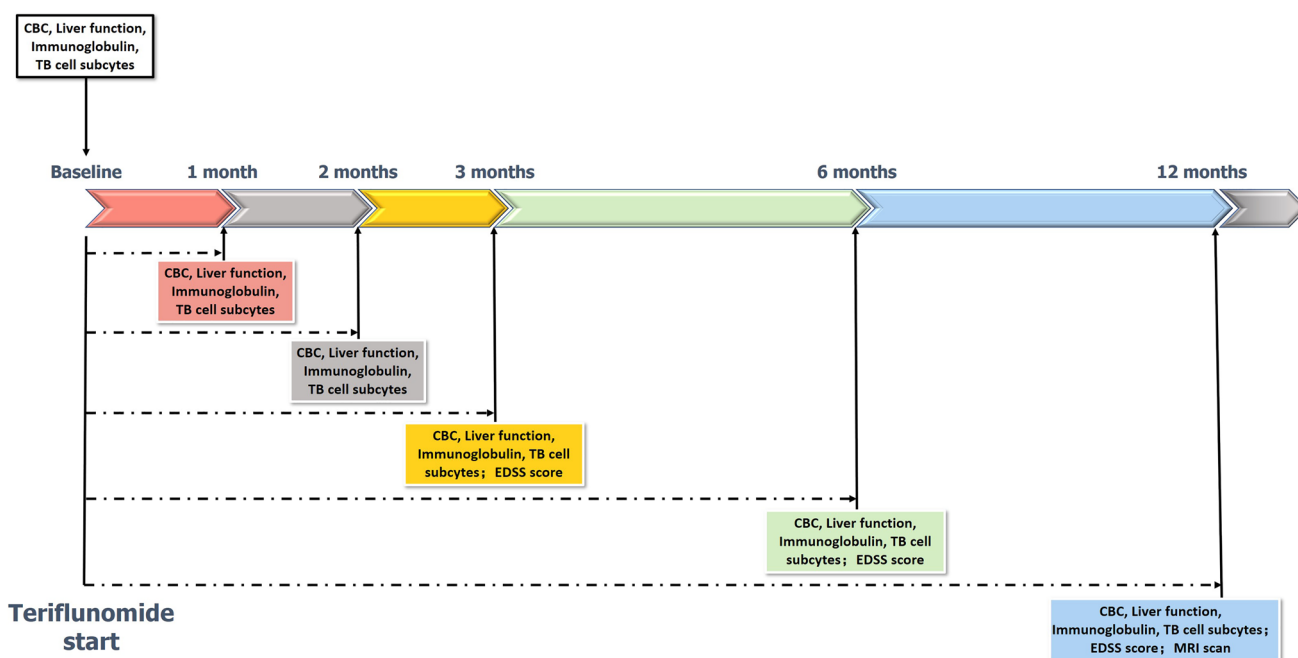 CBC, Liver function,
Immunoglobulin,
TB cell subcytes
Baseline
1 month
2 months
3 months
6 months
12 months
CBC, Liver function,
Immunoglobulin,
TB cell subcytes
CBC, Liver function,
Immunoglobulin,
TB cell subcytes
CBC, Liver function,
Immunoglobulin, TB cell
subcytes； EDSS score
CBC, Liver function,
Immunoglobulin, TB cell
subcytes； EDSS score
CBC, Liver function,
Immunoglobulin, TB cell subcytes；
EDSS score； MRI scan
Teriflunomide
start